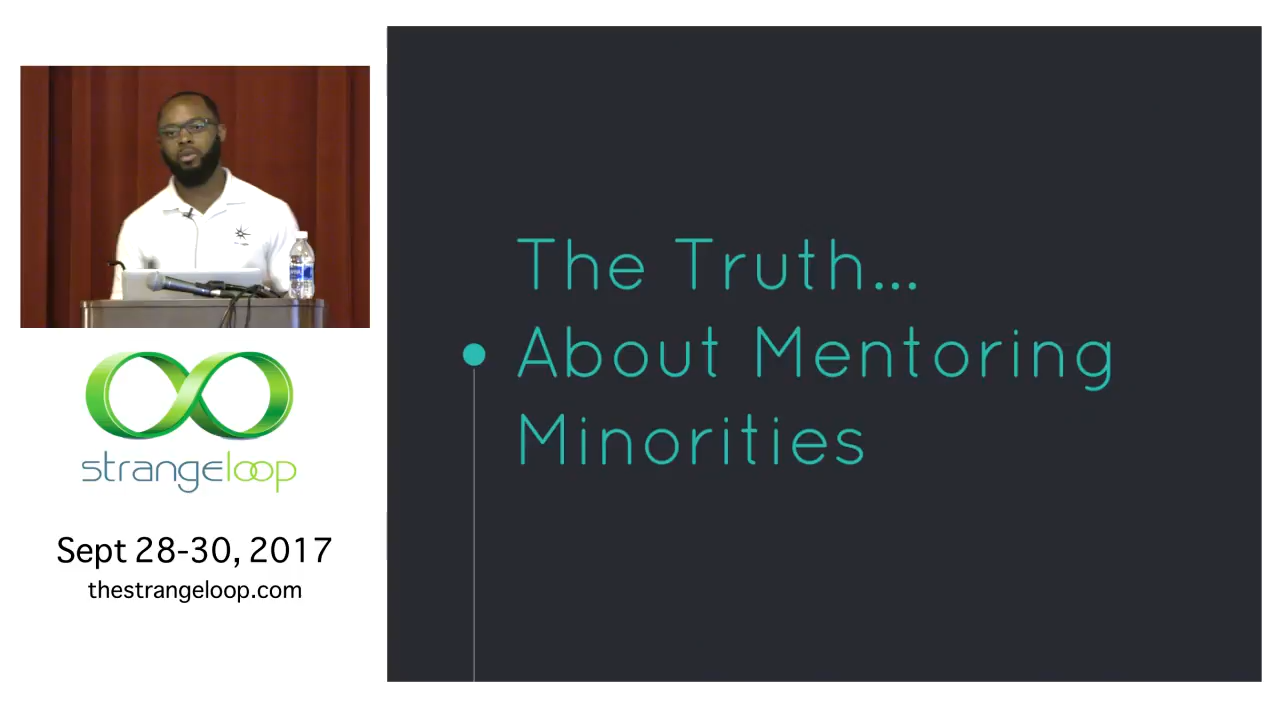 strangeloop
Sept 28-30, 2017
thestrangeloop.com
The Truth...
About Mentoring
Minorities